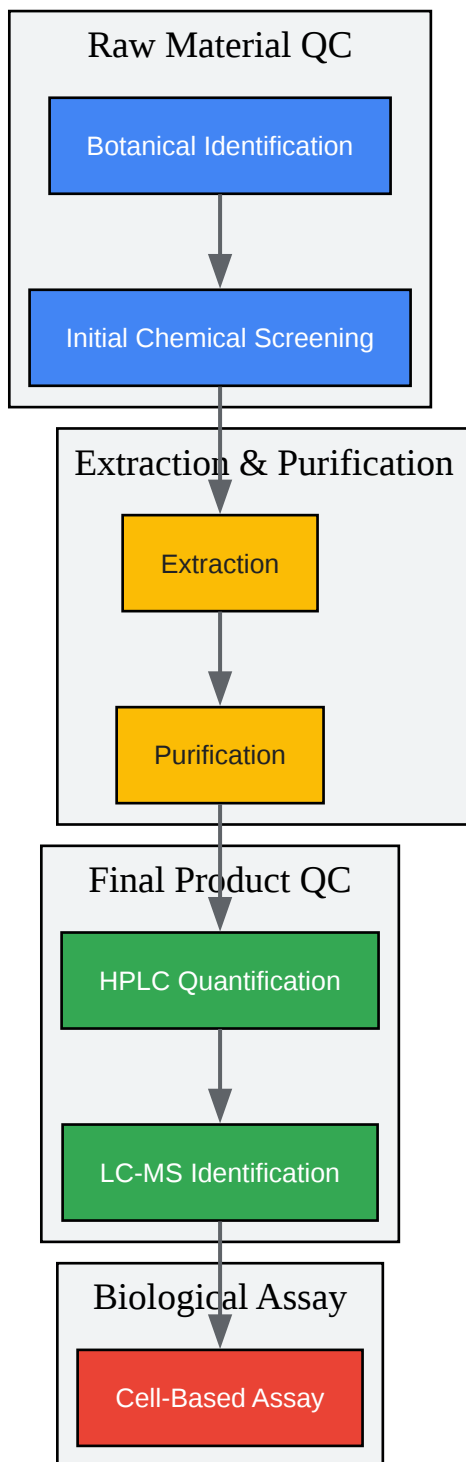 Raw Material QC
Botanical Identification
Initial Chemical Screening
Extraction & Purification
Extraction
Purification
Final Product QC
HPLC Quantification
LC-MS Identification
Biological Assay
Cell-Based Assay